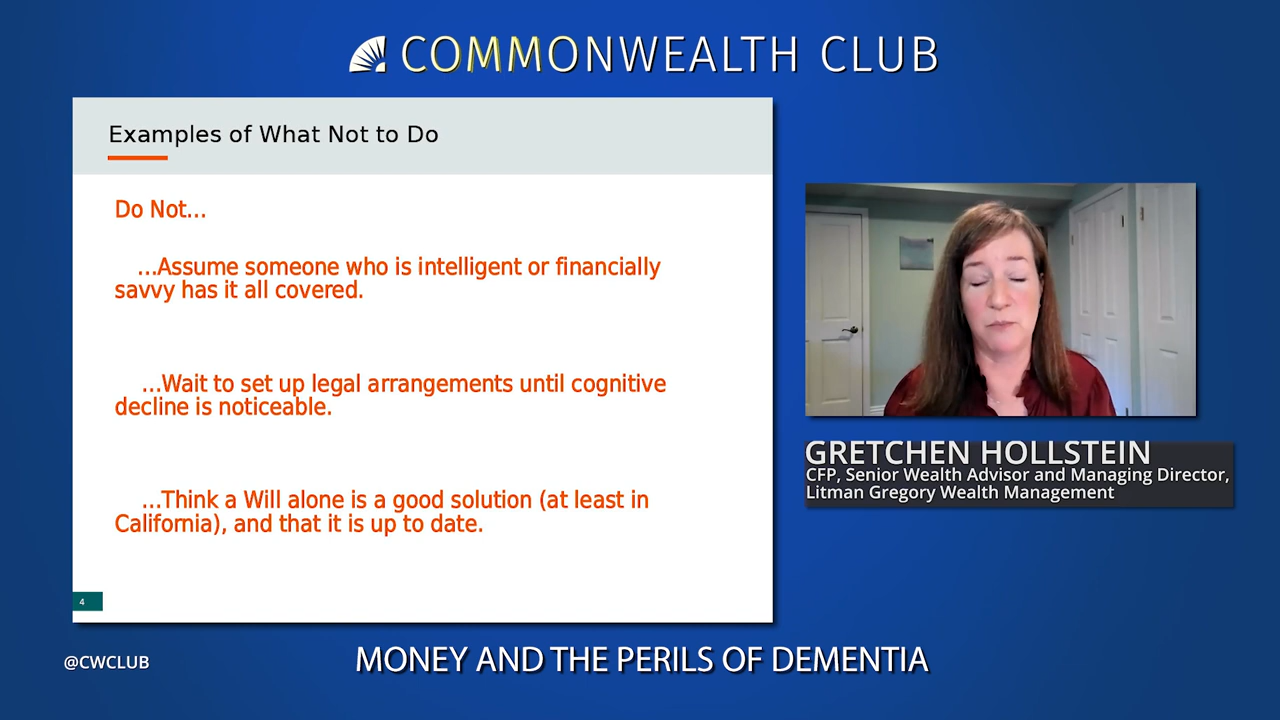 COMMONWEALTH CLUB
Examples of What Not to Do
Do Not...
...Assume someone who is intelligent or financially
savvy has it all covered.
...Wait to set up legal arrangements until cognitive
decline is noticeable.
...Think a Will alone is a good solution (at least in
California), and that it is up to date.
4
GRETCHEN HOLLSTEIN
CFP, Senior Wealth Advisor and Managing Director,
Litman Gregory Wealth Management
@CWCLUB
MONEY AND THE PERILS OF DEMENTIA